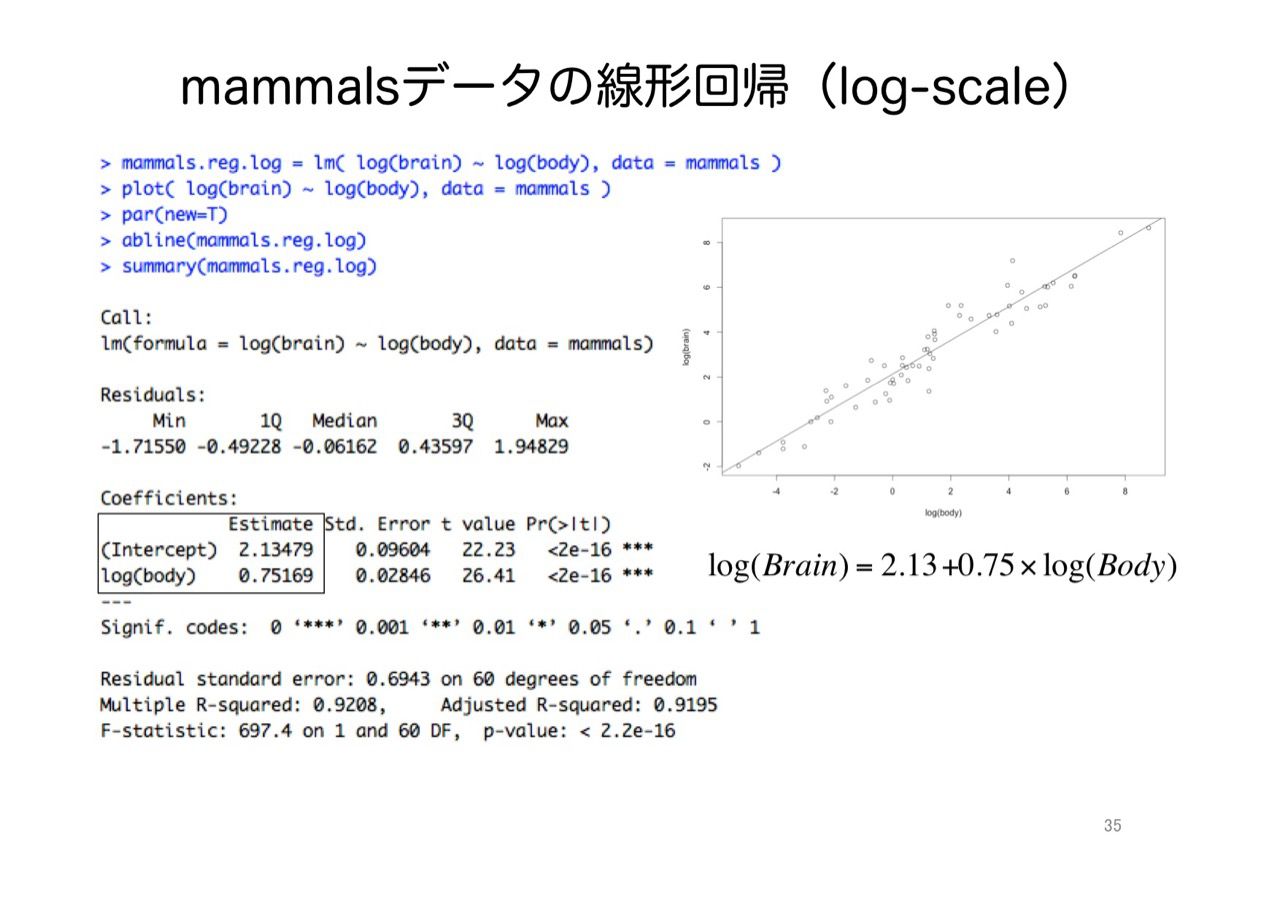 mammalsデータの線形回帰（log-scale）
> mammals.reg.log = lm( log(brain) ~ log(body), data = mammals )
> plot( log(brain) ~ log(body), data = mammals )
> par(new=T)
> abline(mammals.reg.log)
> summary(mammals.reg.log)
Call:
lm(formula = log(brain) ~ log(body), data = mammals)
Residuals:
Min 1Q Median 3Q Max
-1.71550 -0.49228 -0.06162 0.43597 1.94829
Coefficients:
Estimate Std. Error t value Pr(>|t|)
(Intercept) 2.13479 0.09604 22.23 <2e-16 ***
log(body) 0.75169 0.02846 26.41 <2e-16 ***
---
Signif. codes: 0 ‘***’ 0.001 ‘**’ 0.01 ‘*’ 0.05 ‘.’ 0.1 ‘ ’ 1
Residual standard error: 0.6943 on 60 degrees of freedom
Multiple R-squared: 0.9208, Adjusted R-squared: 0.9195
F-statistic: 697.4 on 1 and 60 DF, p-value: < 2.2e-16
8
6
4
2
0
-2
log(brain)
-4 -2 0 2 4 6 8
log(body)
log(Brain) = 2.13+0.75×log(Body)
35